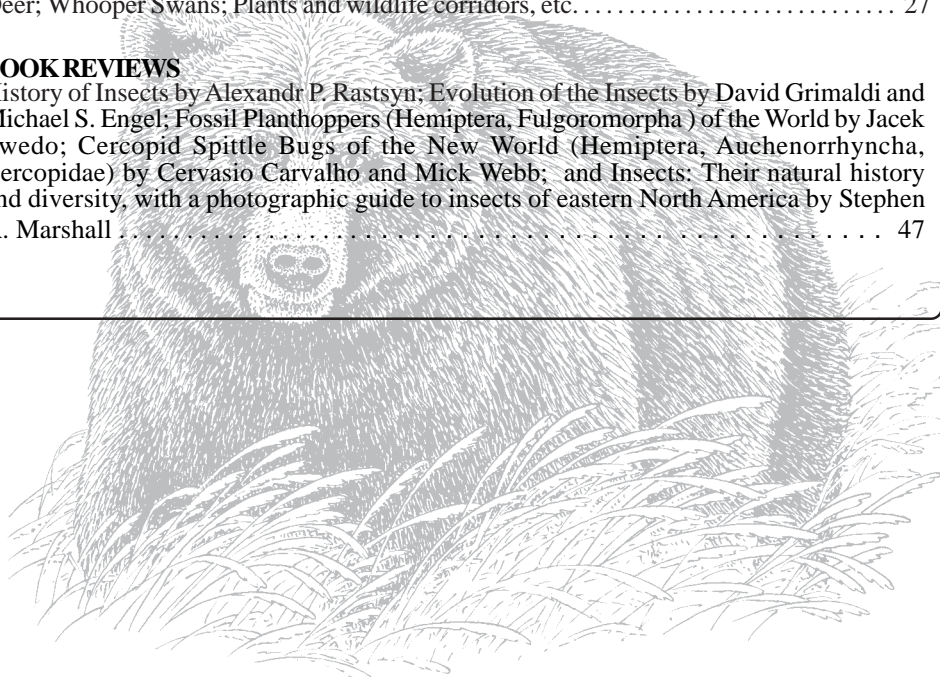 eer; Whooper Swans; Plants and wildlife corridors, etc. . . . . . . . . . . . . . . . . . . . . . . . . . . . . 27
OOK REVIEWS
istory of Insects by Alexandr P. Rastsyn; Evolution of the Insects by David Grimaldi and
ichael S. Engel; Fossil Planthoppers (Hemiptera, Fulgoromorpha ) of the World by Jacek
wedo; Cercopid Spittle Bugs of the New World (Hemiptera, Auchenorrhyncha,
ercopidae) by Cervasio Carvalho and Mick Webb; and Insects: Their natural history
nd diversity, with a photographic guide to insects of eastern North America by Stephen
. Marshall . . . . . . . . . . . . . . . . . . . . . . . . . . . . . . . . . . . . . . . . . . . . . . . . . . . . . . . . 47